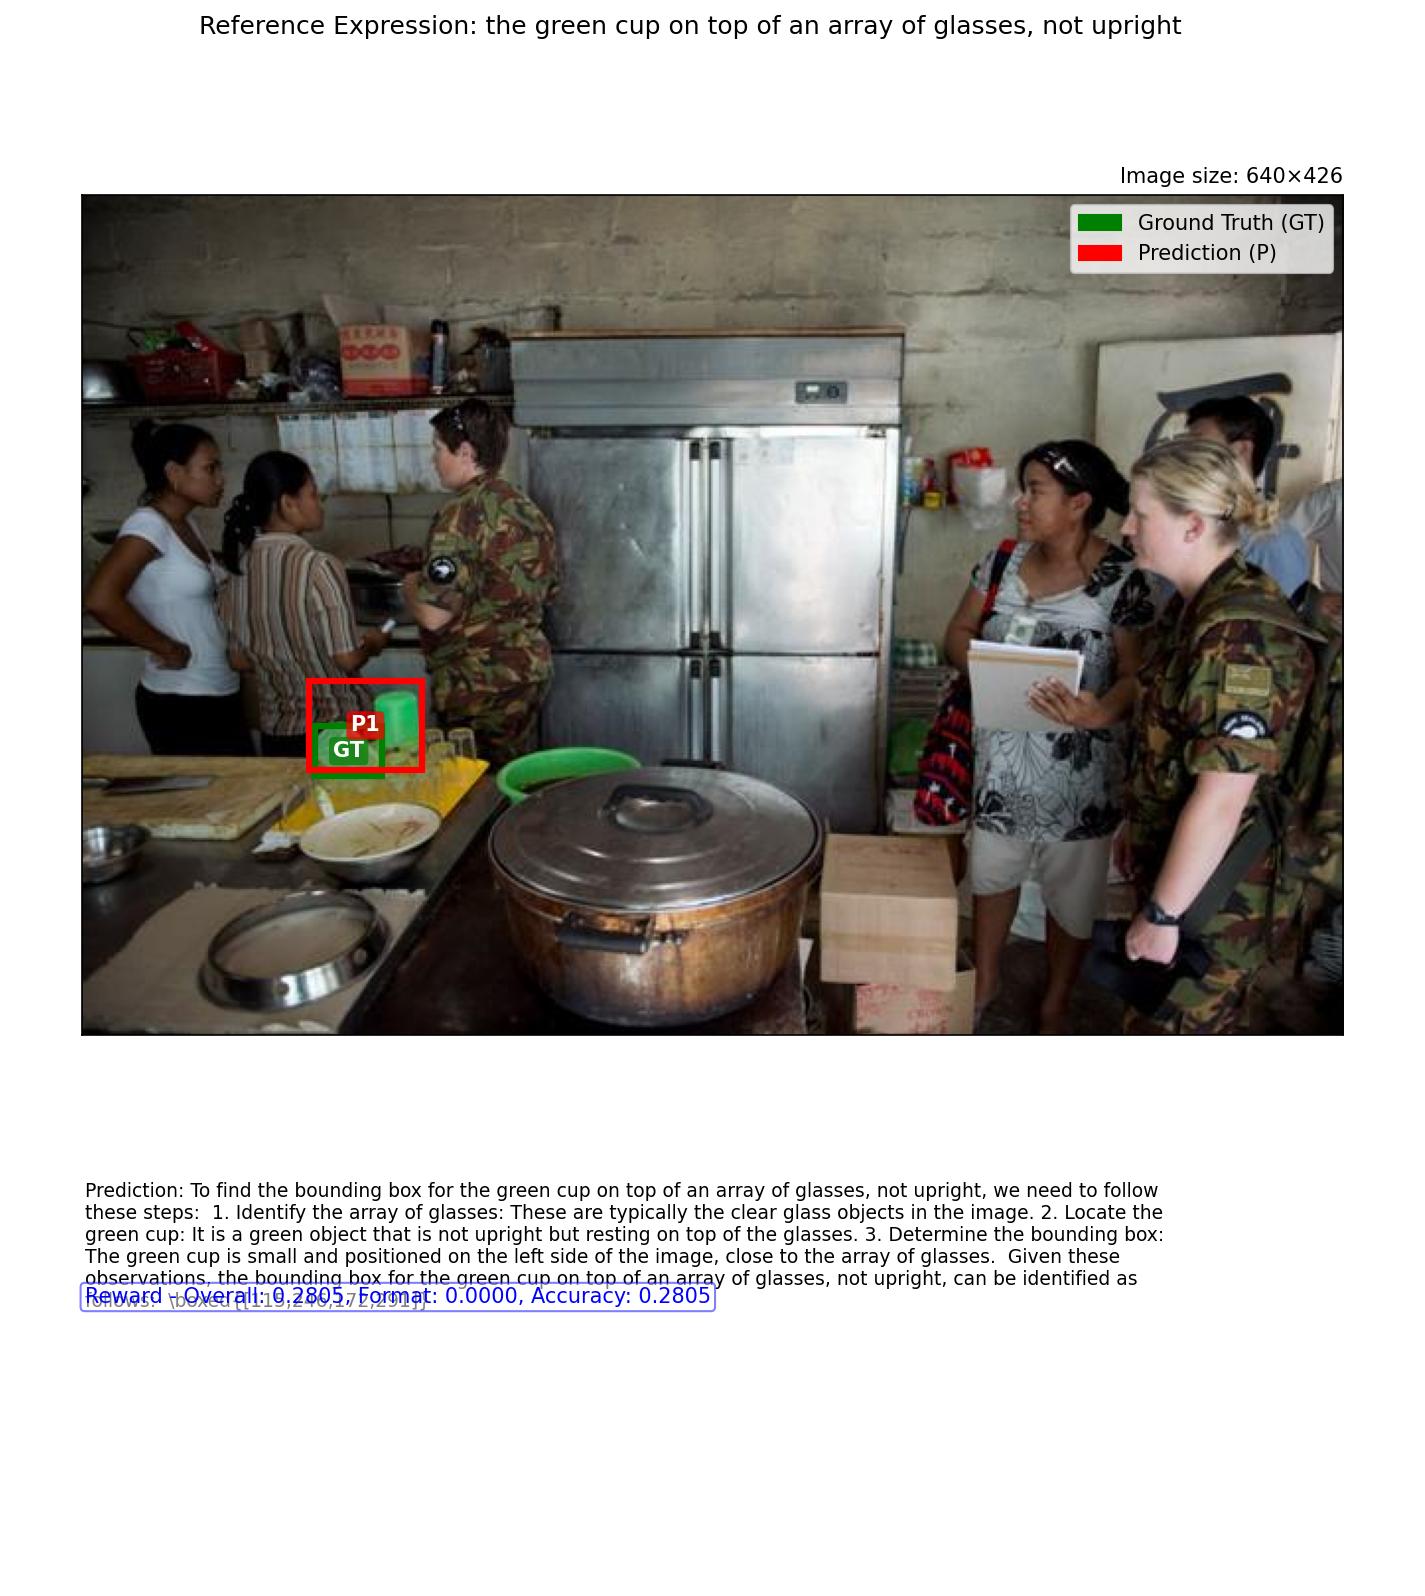 Reference Expression: the green cup on top of an array of glasses, not upright
Image size: 640×426
Ground Truth (GT)
Prediction (P)
P1
GT
Prediction: To find the bounding box for the green cup on top of an array of glasses, not upright, we need to follow
these steps:  1. Identify the array of glasses: These are typically the clear glass objects in the image. 2. Locate the
green cup: It is a green object that is not upright but resting on top of the glasses. 3. Determine the bounding box:
The green cup is small and positioned on the left side of the image, close to the array of glasses.  Given these
observations, the bounding box for the green cup on top of an array of glasses, not upright, can be identified as
follows:  \boxed{[115,246,172,291]}
Reward - Overall: 0.2805, Format: 0.0000, Accuracy: 0.2805